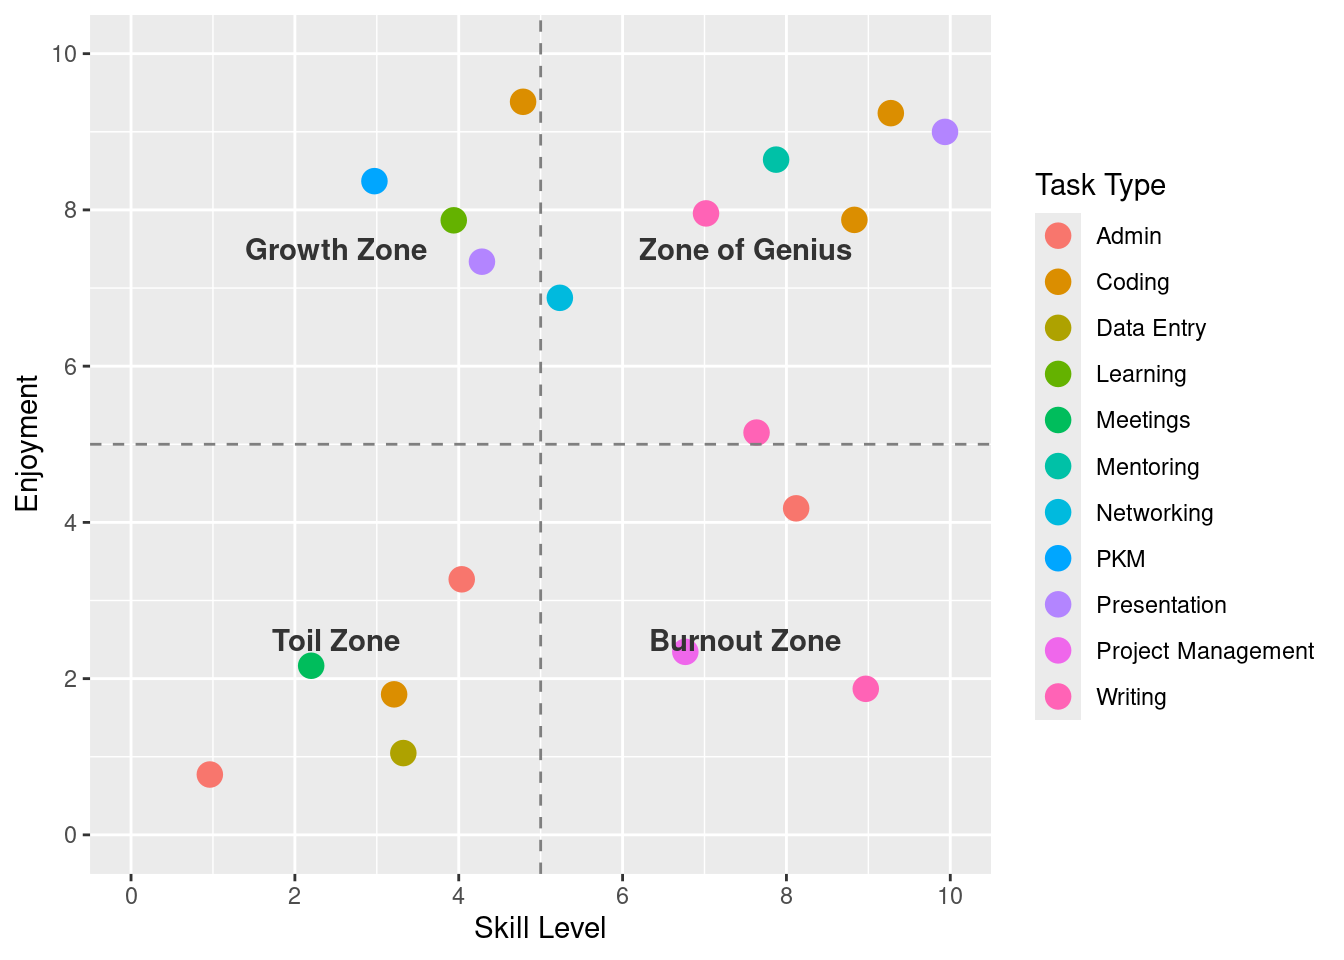 10
8
6
4
2
0
Enjoyment
Growth Zone
Zone of Genius
Toil Zone
Burnout Zone
0 2 4 6 8 10
Skill Level
Task Type
Admin
Coding
Data Entry
Learning
Meetings
Mentoring
Networking
PKM
Presentation
Project Management
Writing